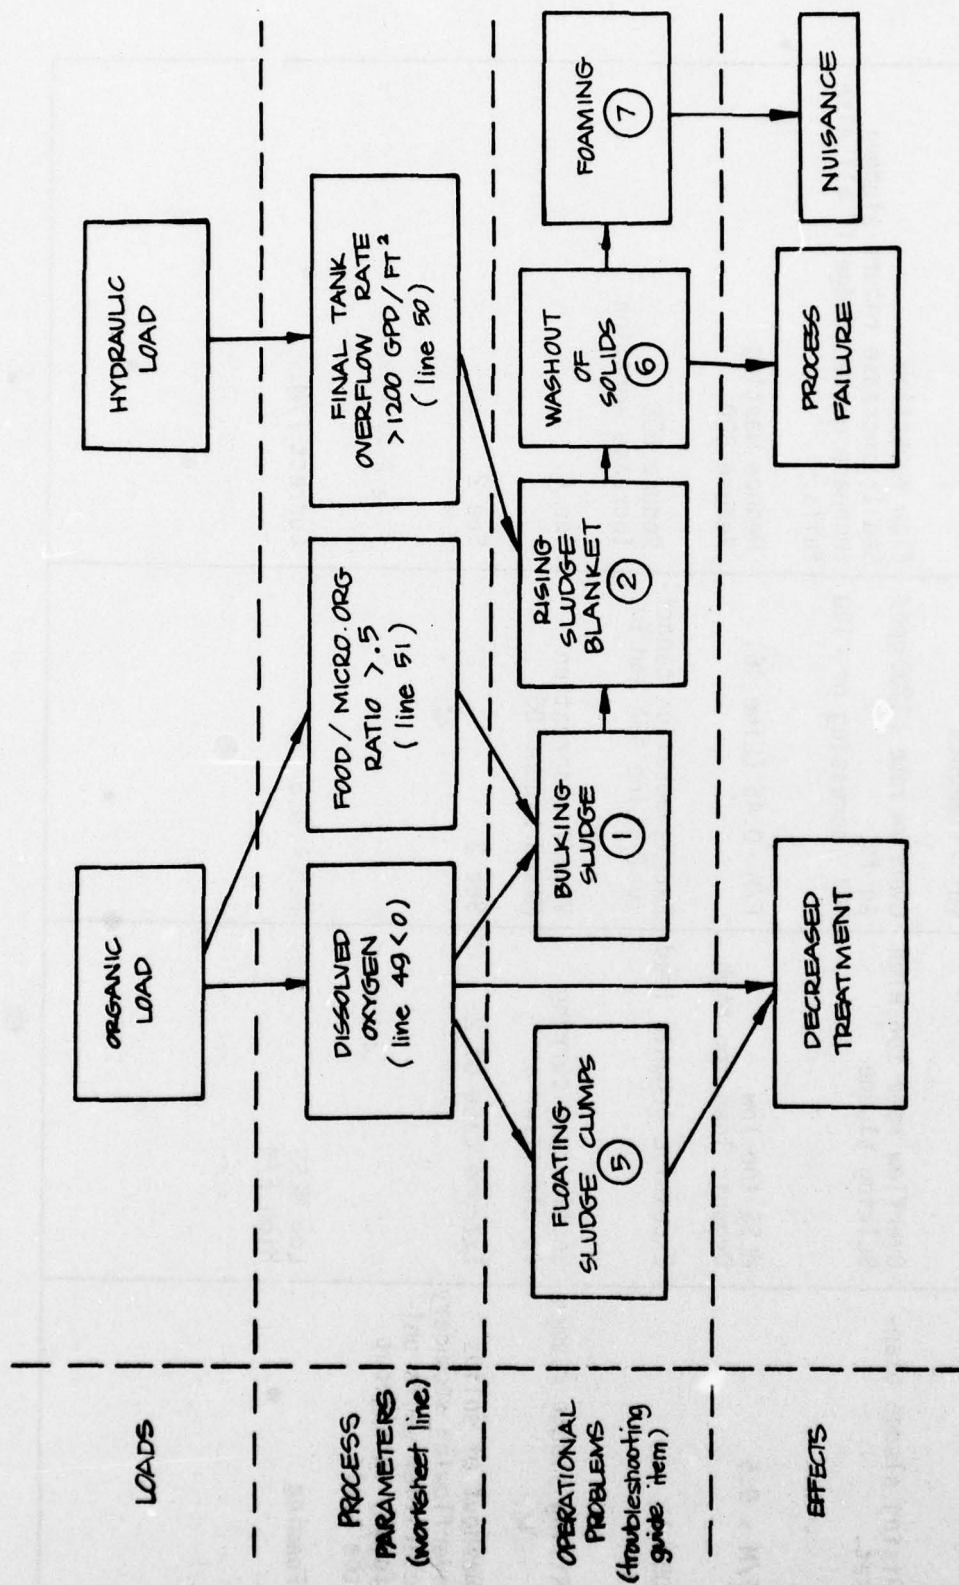 LOADS
ORGANIC
LOAD
HYDRAULIC
LOAD
PROCESS
PARAMETERS
(worksheet line)
DISSOLVED
OXYGEN
(line 49<0)
FOOD/MICRO.ORG
RATIO >.5
(line 51)
FINAL TANK
OVERFLOW RATE
>1200 GPD/FT²
(line 50)
OPERATIONAL
PROBLEMS
(troubleshooting
guide item)
FLOATING
SLUDGE CLUMPS
5
BULKING
SLUDGE
1
RISING
SLUDGE
BLANKET
2
WASHOUT
OF
SOLIDS
6
FOAMING
7
EFFECTS
DECREASED
TREATMENT
PROCESS
FAILURE
NUISANCE